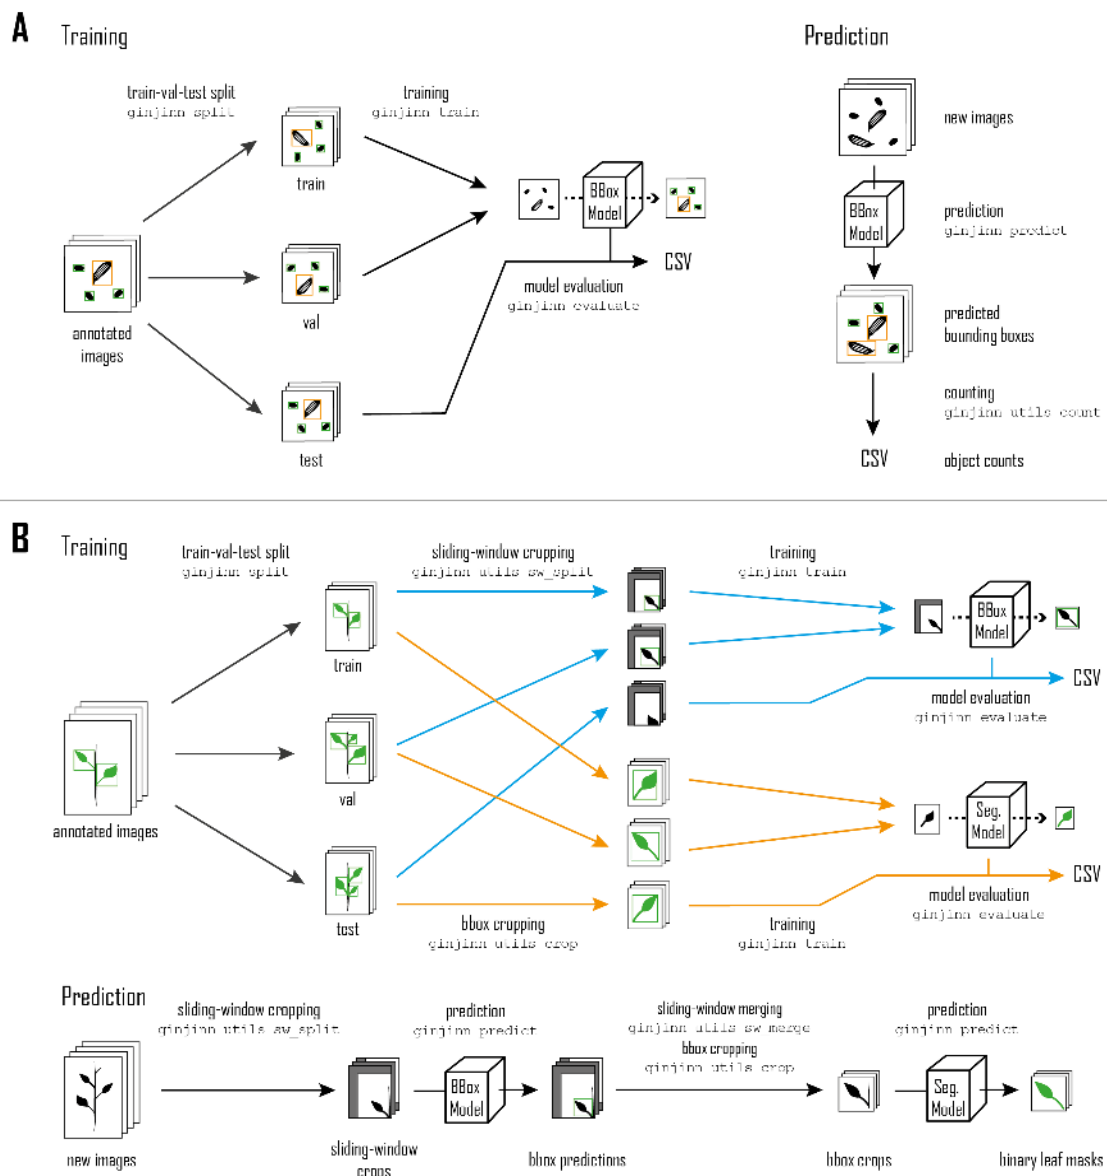 A
Training
Prediction
train-val-test split
ginjinn split
training
ginjinn train
train
new images
BBox
Model
prediction
ginjinn predict
BBox
Model
CSV
model evaluation
ginjinn evaluate
annotated
images
val
predicted
bounding boxes
counting
ginjinn utils count
test
CSV
object counts
B
Training
train-val-test split
ginjinn split
sliding-window cropping
ginjinn utils sw_split
training
ginjinn train
train
BBox
Model
CSV
model evaluation
ginjinn evaluate
val
annotated images
Seg.
Model
CSV
model evaluation
ginjinn evaluate
test
bbox cropping
ginjinn utils crop
training
ginjinn train
Prediction
sliding-window cropping
ginjinn utils sw_split
prediction
ginjinn predict
sliding-window merging
ginjinn utils sw_merge
bbox cropping
ginjinn utils crop
prediction
ginjinn predict
BBox
Model
Seg.
Model
new images
sliding-window
crops
bbox predictions
bbox crops
binary leaf masks